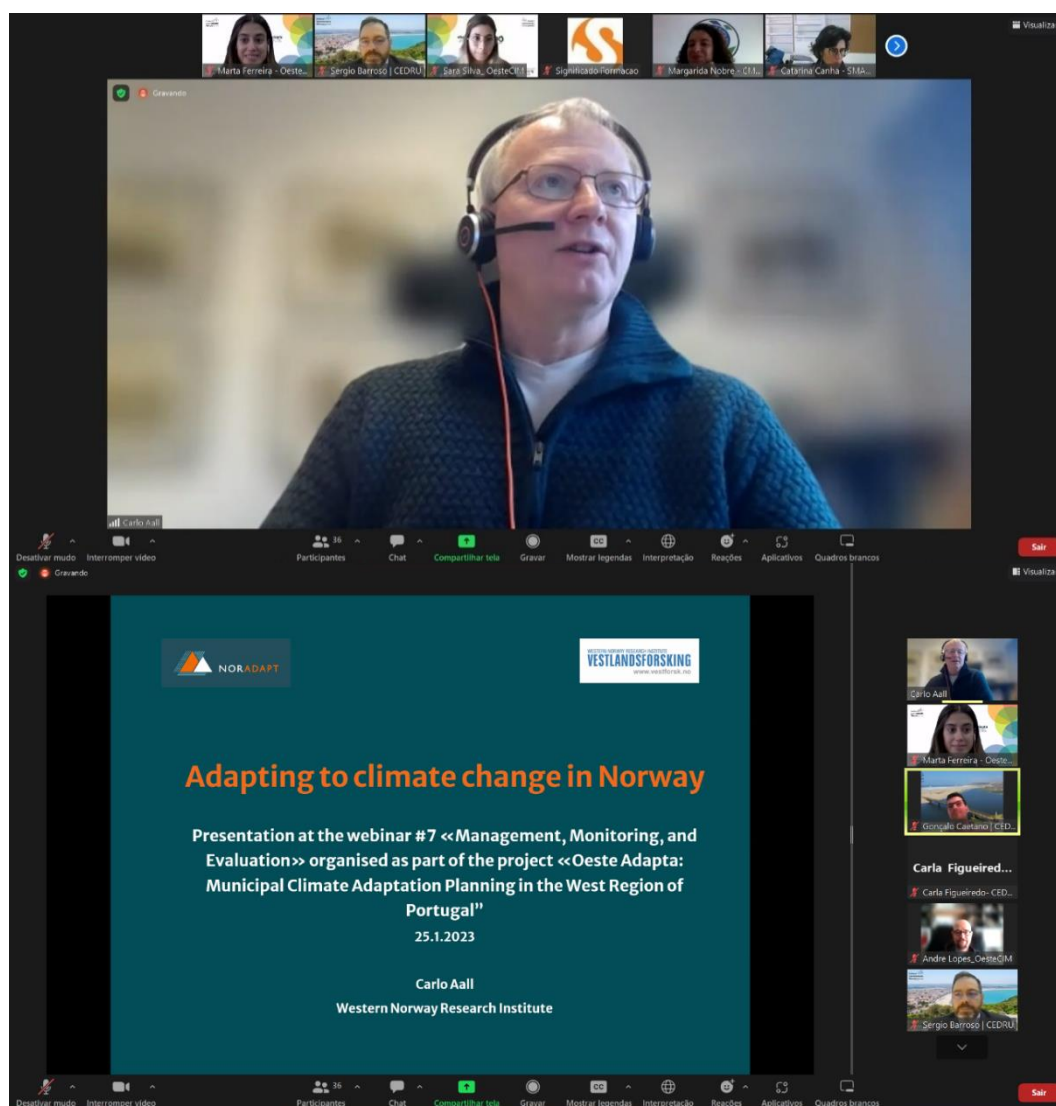 Visualiza
Marta Ferreira - Oeste...
Sergio Barroso | CEDRU
Sara Silva_ OesteCIM
Significado Formacao
Margarida Nobre - CM...
Catarina Canha - SMA...
Gravando
Carlo Aall
36
Desativar mudo
Interromper vídeo
Participantes
Chat
Compartilhar tela
Gravar
CC
Mostrar legendas
Interpretação
Reações
Aplicativos
Quadros brancos
Sair
Gravando
Visualiza
NORADAPT
WESTERN NORWAY RESEARCH INSTITUTE
VESTLANDSFORSKING
www.vestforsk.no
Adapting to climate change in Norway
Presentation at the webinar #7 «Management, Monitoring, and
Evaluation» organised as part of the project «Oeste Adapta:
Municipal Climate Adaptation Planning in the West Region of
Portugal”
25.1.2023
Carlo Aall
Western Norway Research Institute
Carlo Aall
Marta Ferreira - Oeste...
Gonçalo Caetano | CED...
Carla Figueired...
Carla Figueiredo- CED...
Andre Lopes_OesteCIM
Sergio Barroso | CEDRU
36
Desativar mudo
Interromper vídeo
Participantes
Chat
Compartilhar tela
Gravar
CC
Mostrar legendas
Interpretação
Reações
Aplicativos
Quadros brancos
Sair